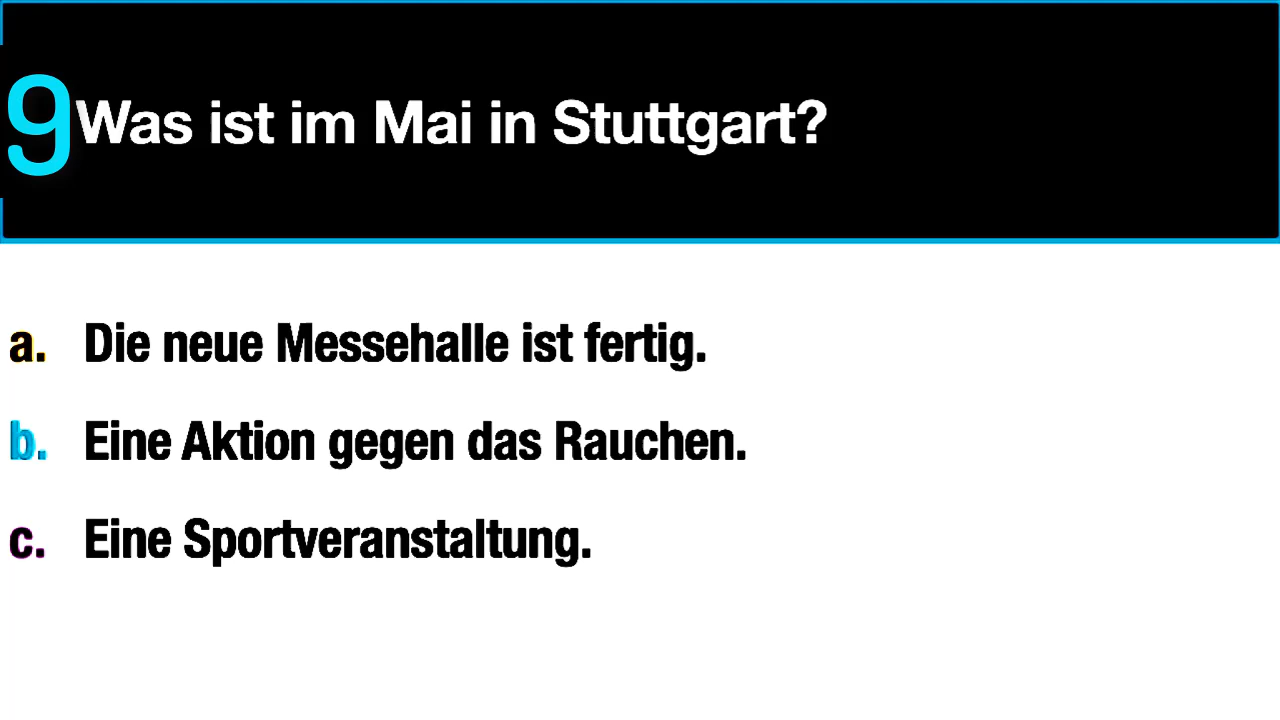 9 Was ist im Mai in Stuttgart?
a. Die neue Messehalle ist fertig.
b. Eine Aktion gegen das Rauchen.
c. Eine Sportveranstaltung.